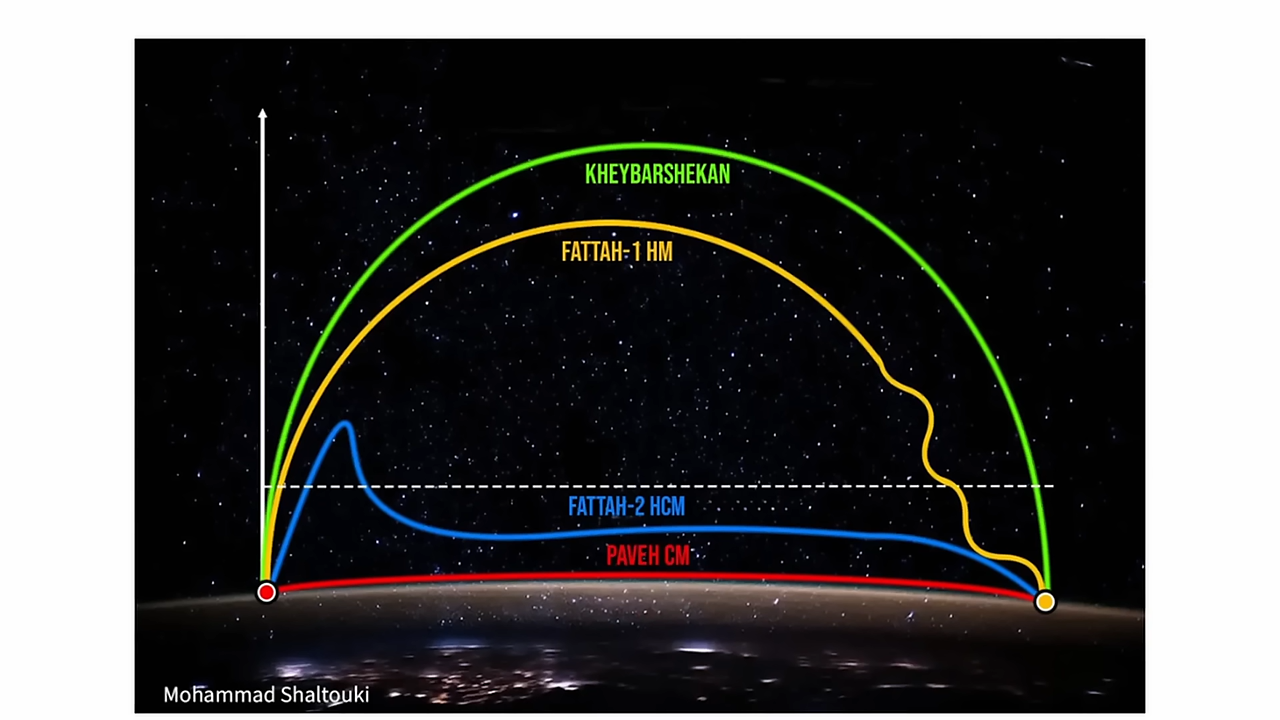 KHEYBARSHEKAN
FATTAH-1 HM
FATTAH-2 HCM
PAVEH CM
Mohammad Shaltouki